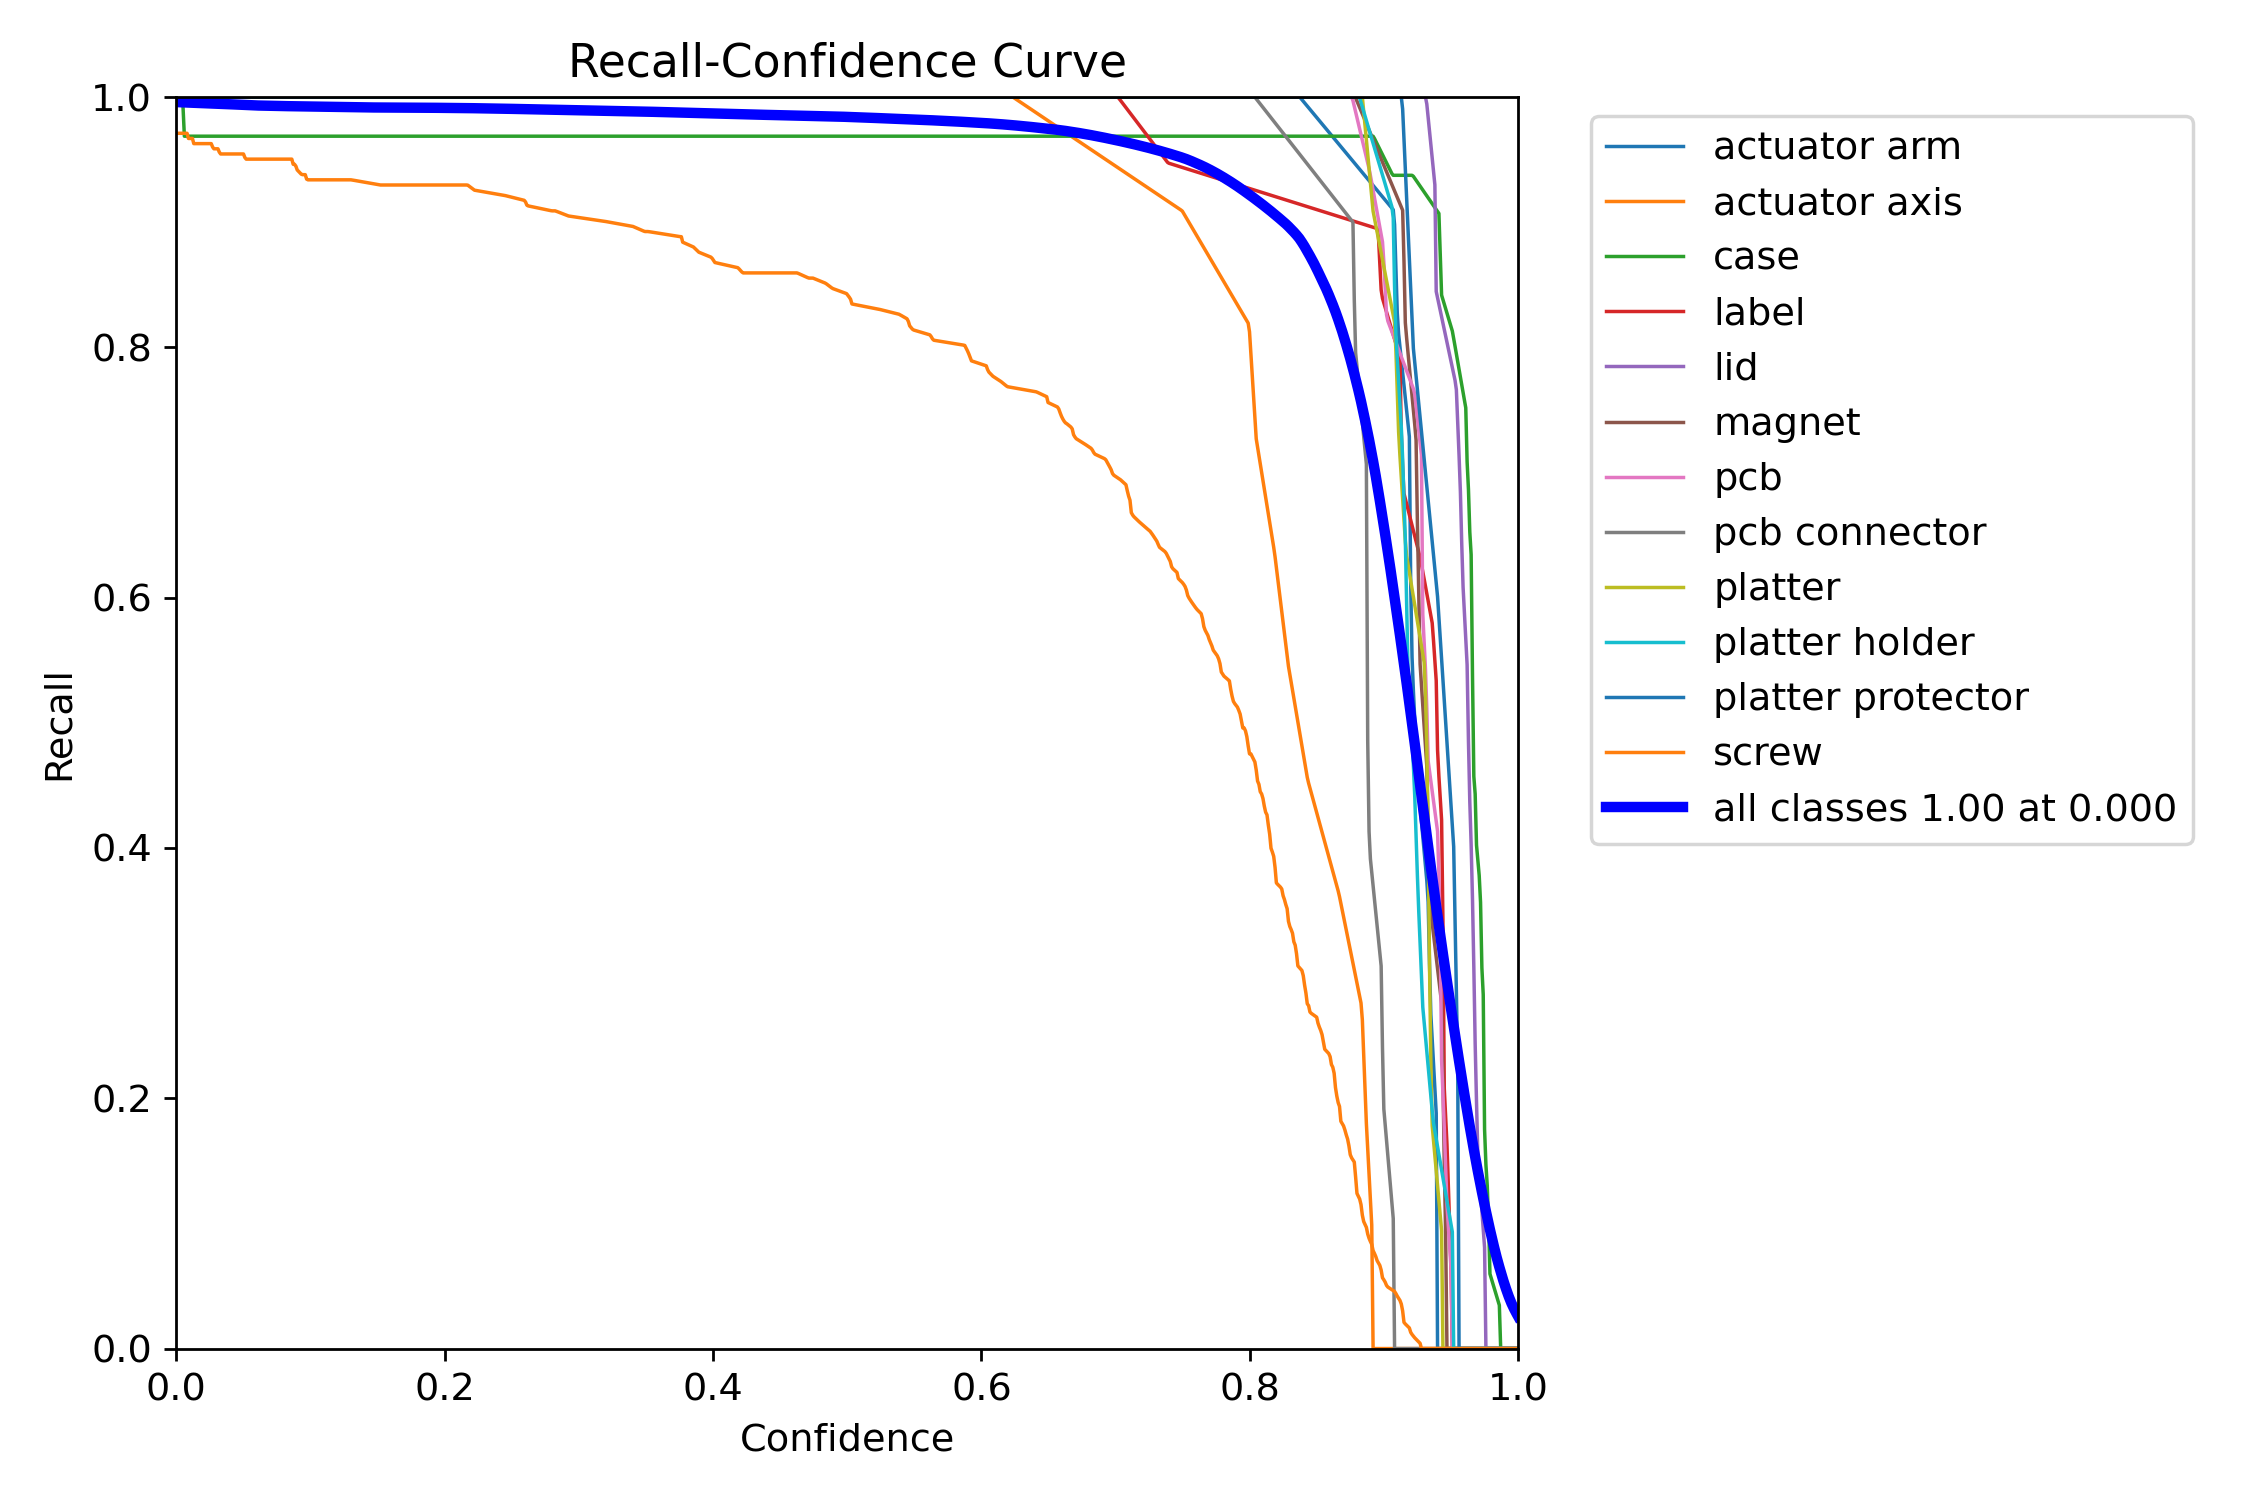 Recall-Confidence Curve
1.0
0.8
0.6
0.4
0.2
0.0
Recall
0.0 0.2 0.4 0.6 0.8 1.0
Confidence
actuator arm
actuator axis
case
label
lid
magnet
pcb
pcb connector
platter
platter holder
platter protector
screw
all classes 1.00 at 0.000